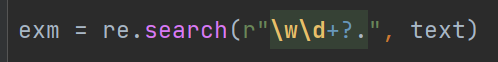 exm = re.search(r"\w\d+?.", text)